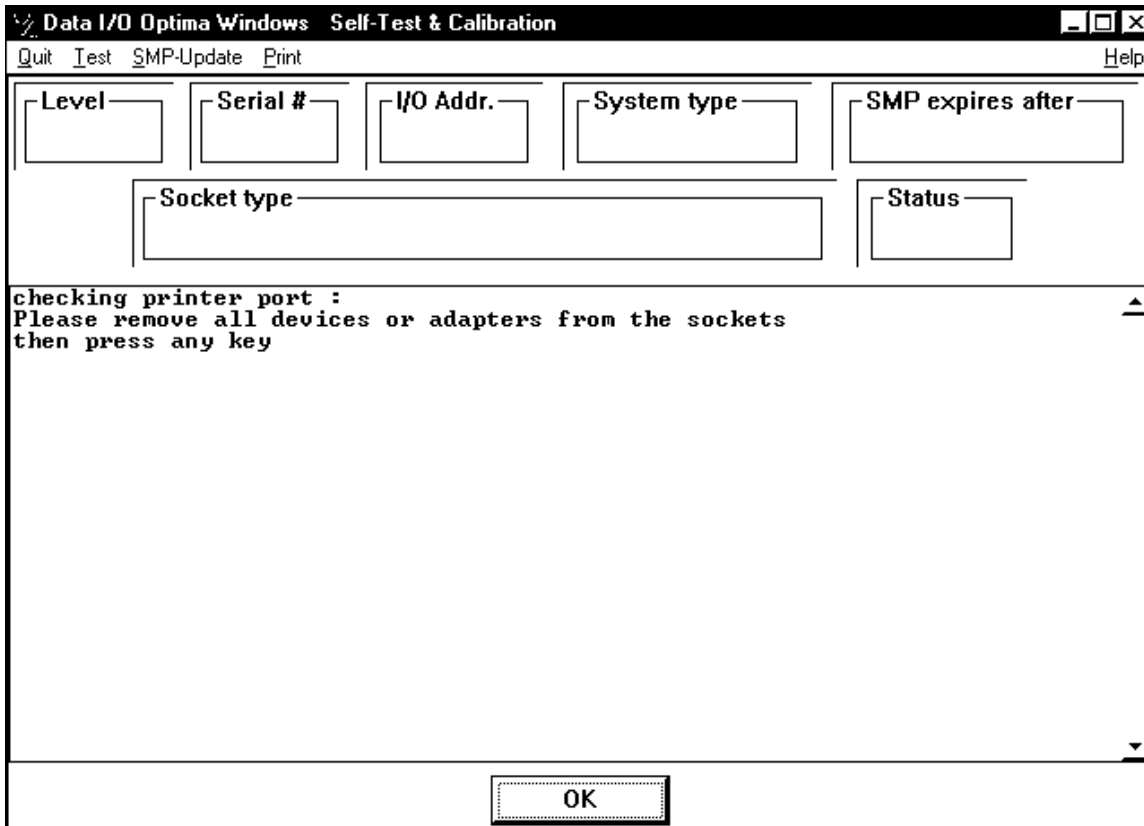 Data I/O Optima Windows Self-Test & Calibration
Quit Test SMP-Update Print Help
Level Serial # I/O Addr. System type SMP expires after
Socket type Status
checking printer port :
Please remove all devices or adapters from the sockets
then press any key
OK